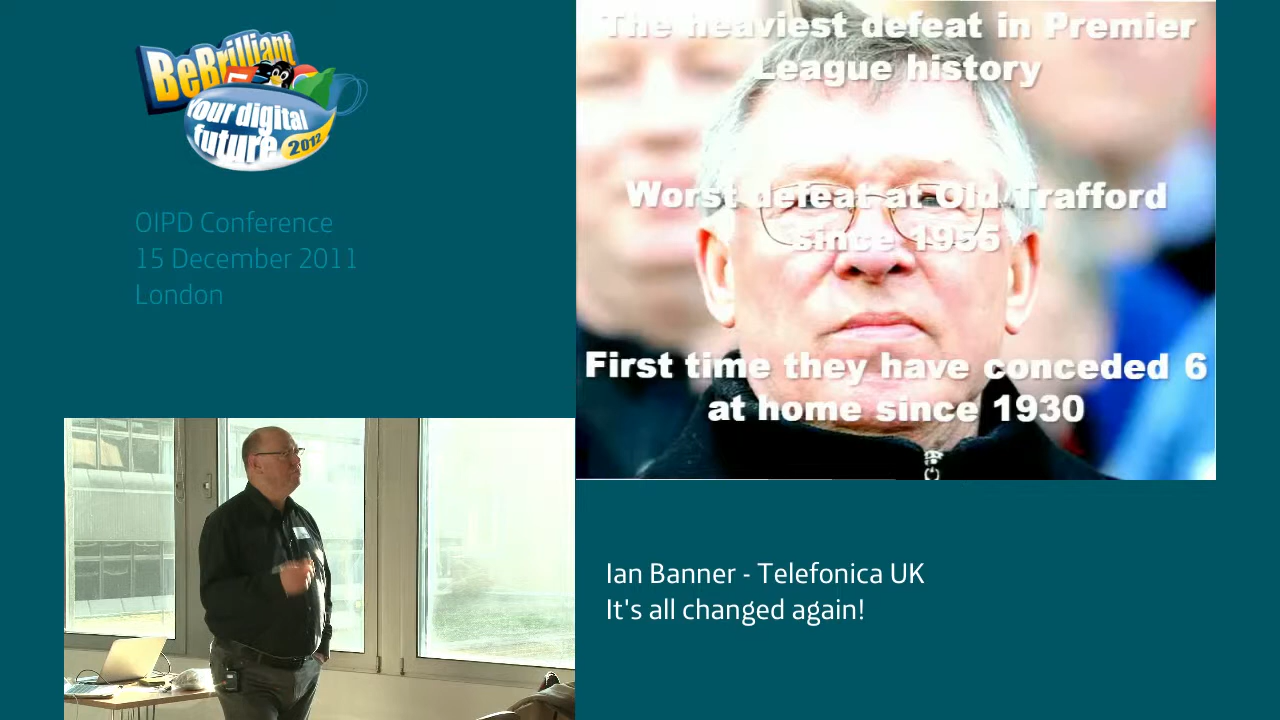 BeBrilliant
Your digital
future
2012
OIPD Conference
15 December 2011
London
The heaviest defeat in Premier
League history
Worst defeat at Old Trafford
since 1955
First time they have conceded 6
at home since 1930
Ian Banner - Telefonica UK
It's all changed again!